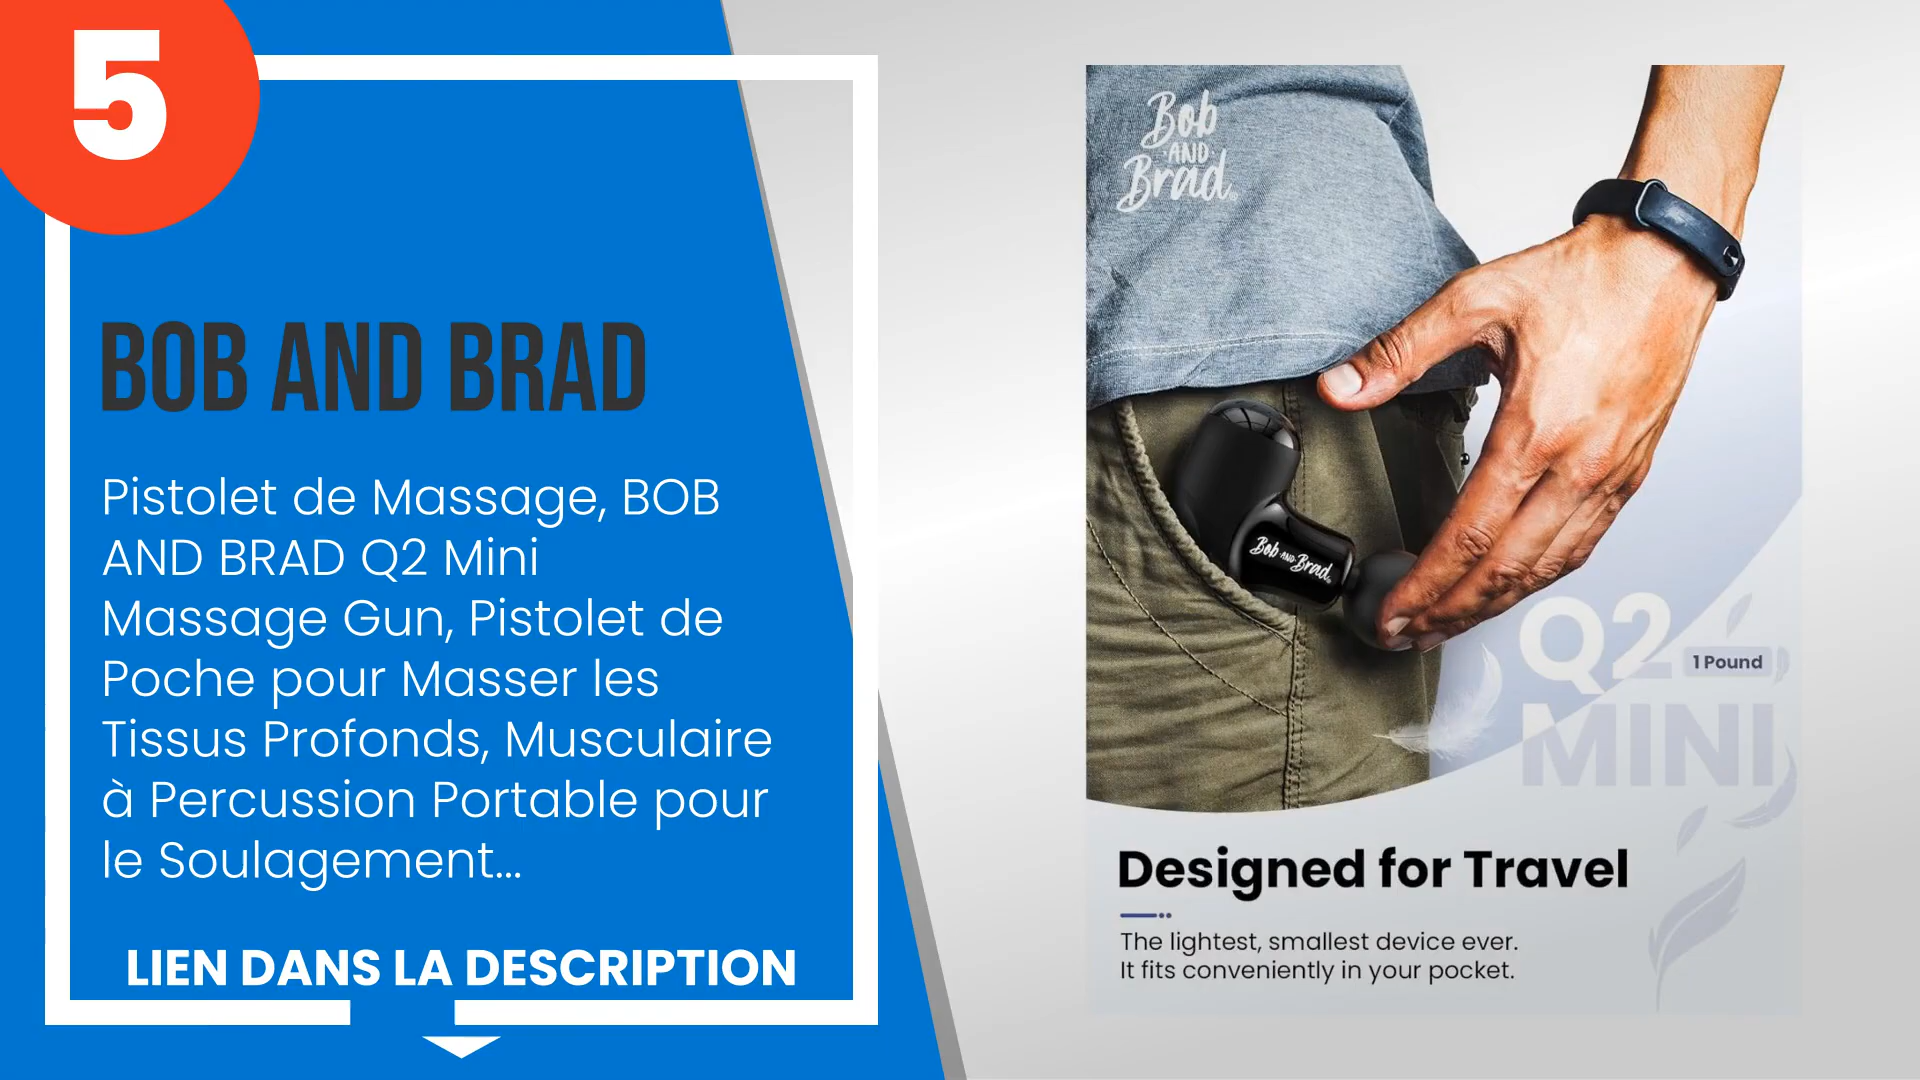 5
BOB AND BRAD
Pistolet de Massage, BOB
AND BRAD Q2 Mini
Massage Gun, Pistolet de
Poche pour Masser les
Tissus Profonds, Musculaire
à Percussion Portable pour
le Soulagement...
LIEN DANS LA DESCRIPTION
Bob
AND
Brad
Bob AND Brad
Q2
1 Pound
MINI
Designed for Travel
The lightest, smallest device ever.
It fits conveniently in your pocket.